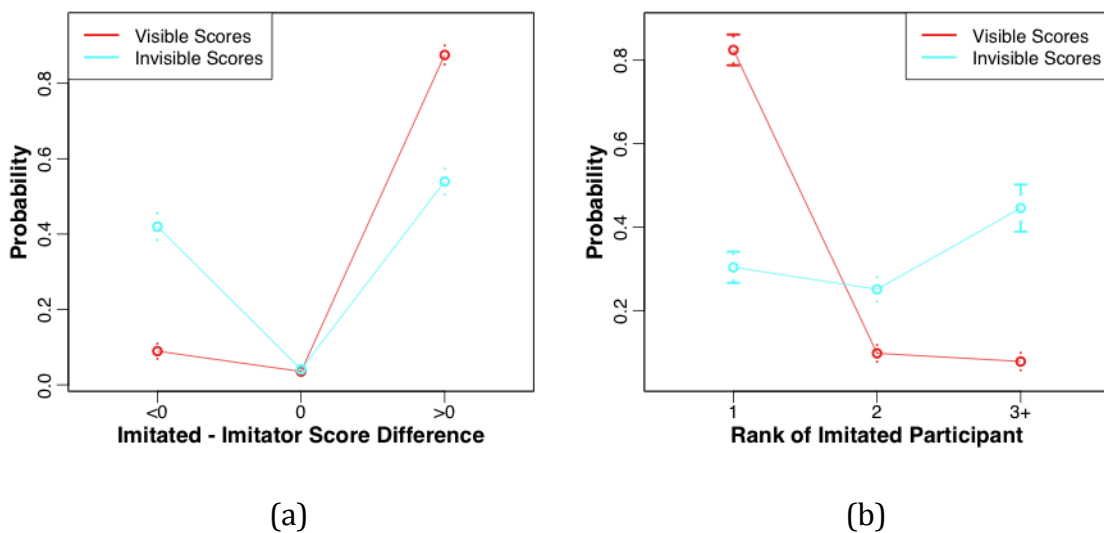 Visible Scores
Invisible Scores
Probability
0.0
0.2
0.4
0.6
0.8
<0
0
>0
Imitated - Imitator Score Difference
(a)
Visible Scores
Invisible Scores
Probability
0.2
0.4
0.6
0.8
1
2
3+
Rank of Imitated Participant
(b)